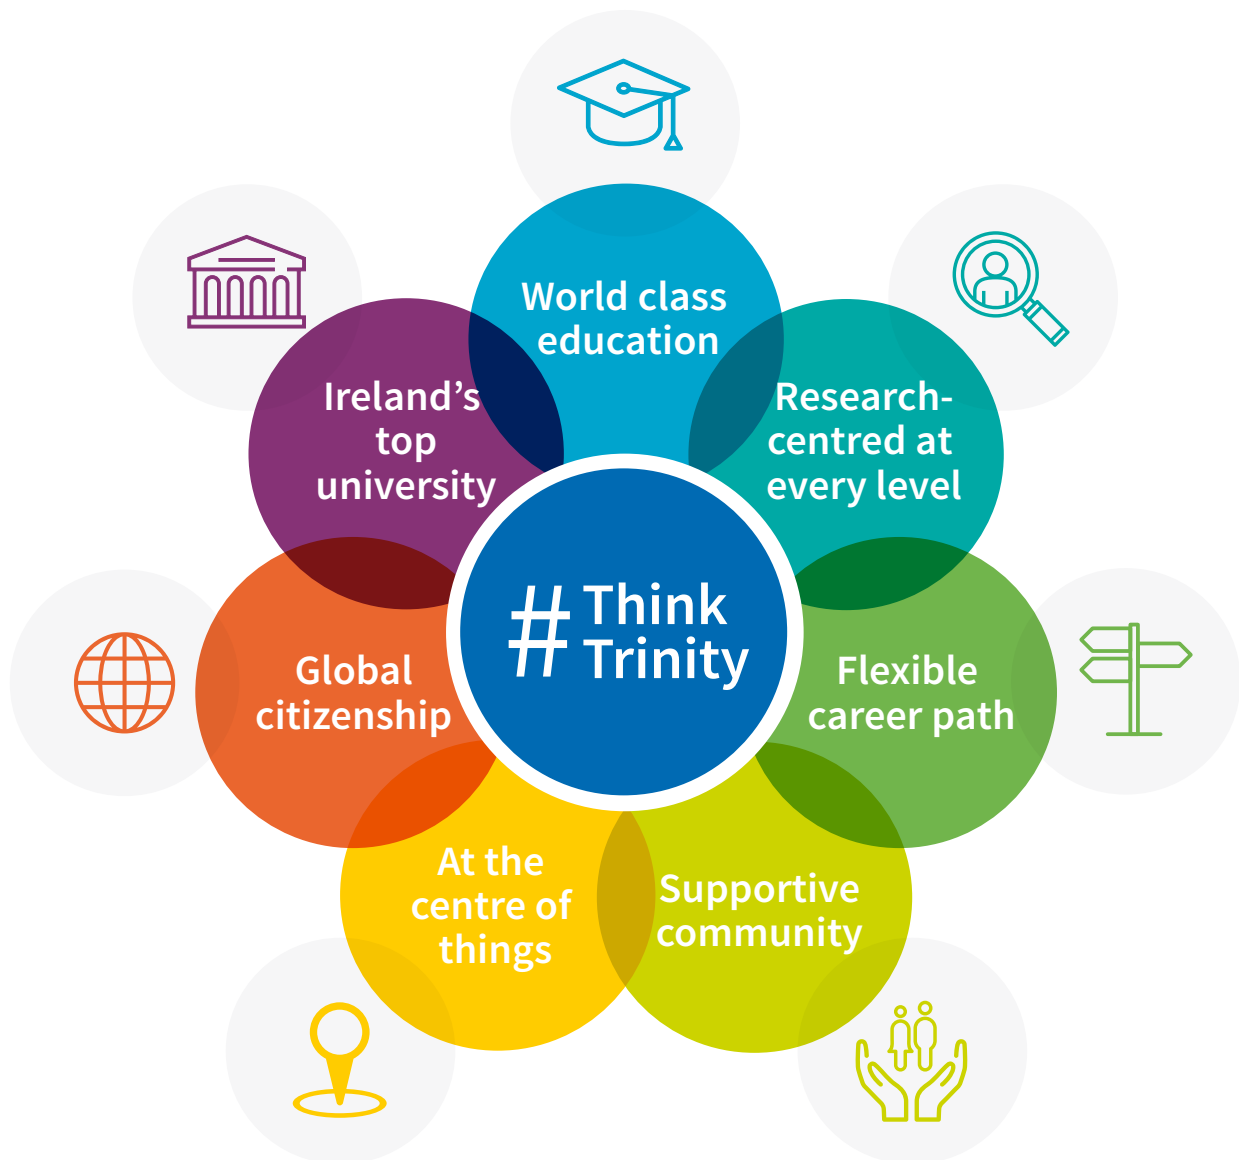 World class
education
Research-
centred at
every level
Flexible
career path
Supportive
community
At the
centre of
things
Global
citizenship
Ireland’s
top
university
# Think
Trinity